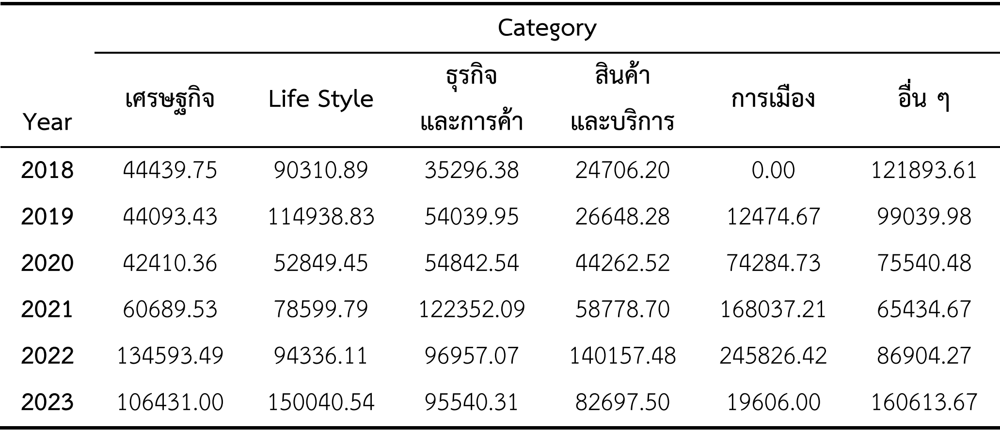 Category
Year เศรษฐกิจ Life Style ธุรกิจ สินค้า การเมือง อื่น ๆ
และการค้า และบริการ
2018 44439.75 90310.89 35296.38 24706.20 0.00 121893.61
2019 44093.43 114938.83 54039.95 26648.28 12474.67 99039.98
2020 42410.36 52849.45 54842.54 44262.52 74284.73 75540.48
2021 60689.53 78599.79 122352.09 58778.70 168037.21 65434.67
2022 134593.49 94336.11 96957.07 140157.48 245826.42 86904.27
2023 106431.00 150040.54 95540.31 82697.50 19606.00 160613.67